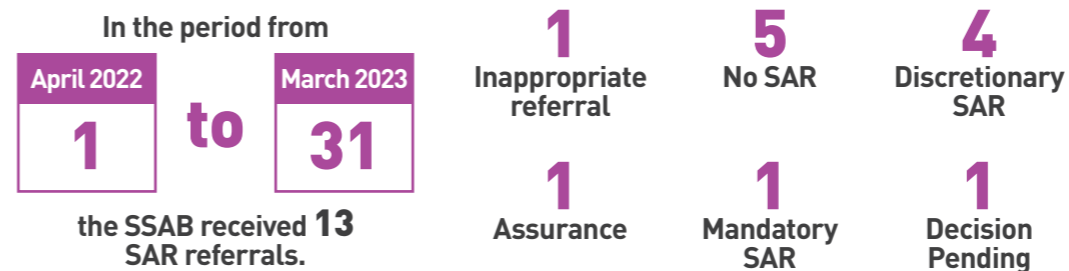 In the period from
April 2022
1
to
March 2023
31
the SSAB received 13
SAR referrals.
1
Inappropriate
referral
5
No SAR
4
Discretionary
SAR
1
Assurance
1
Mandatory
SAR
1
Decision
Pending